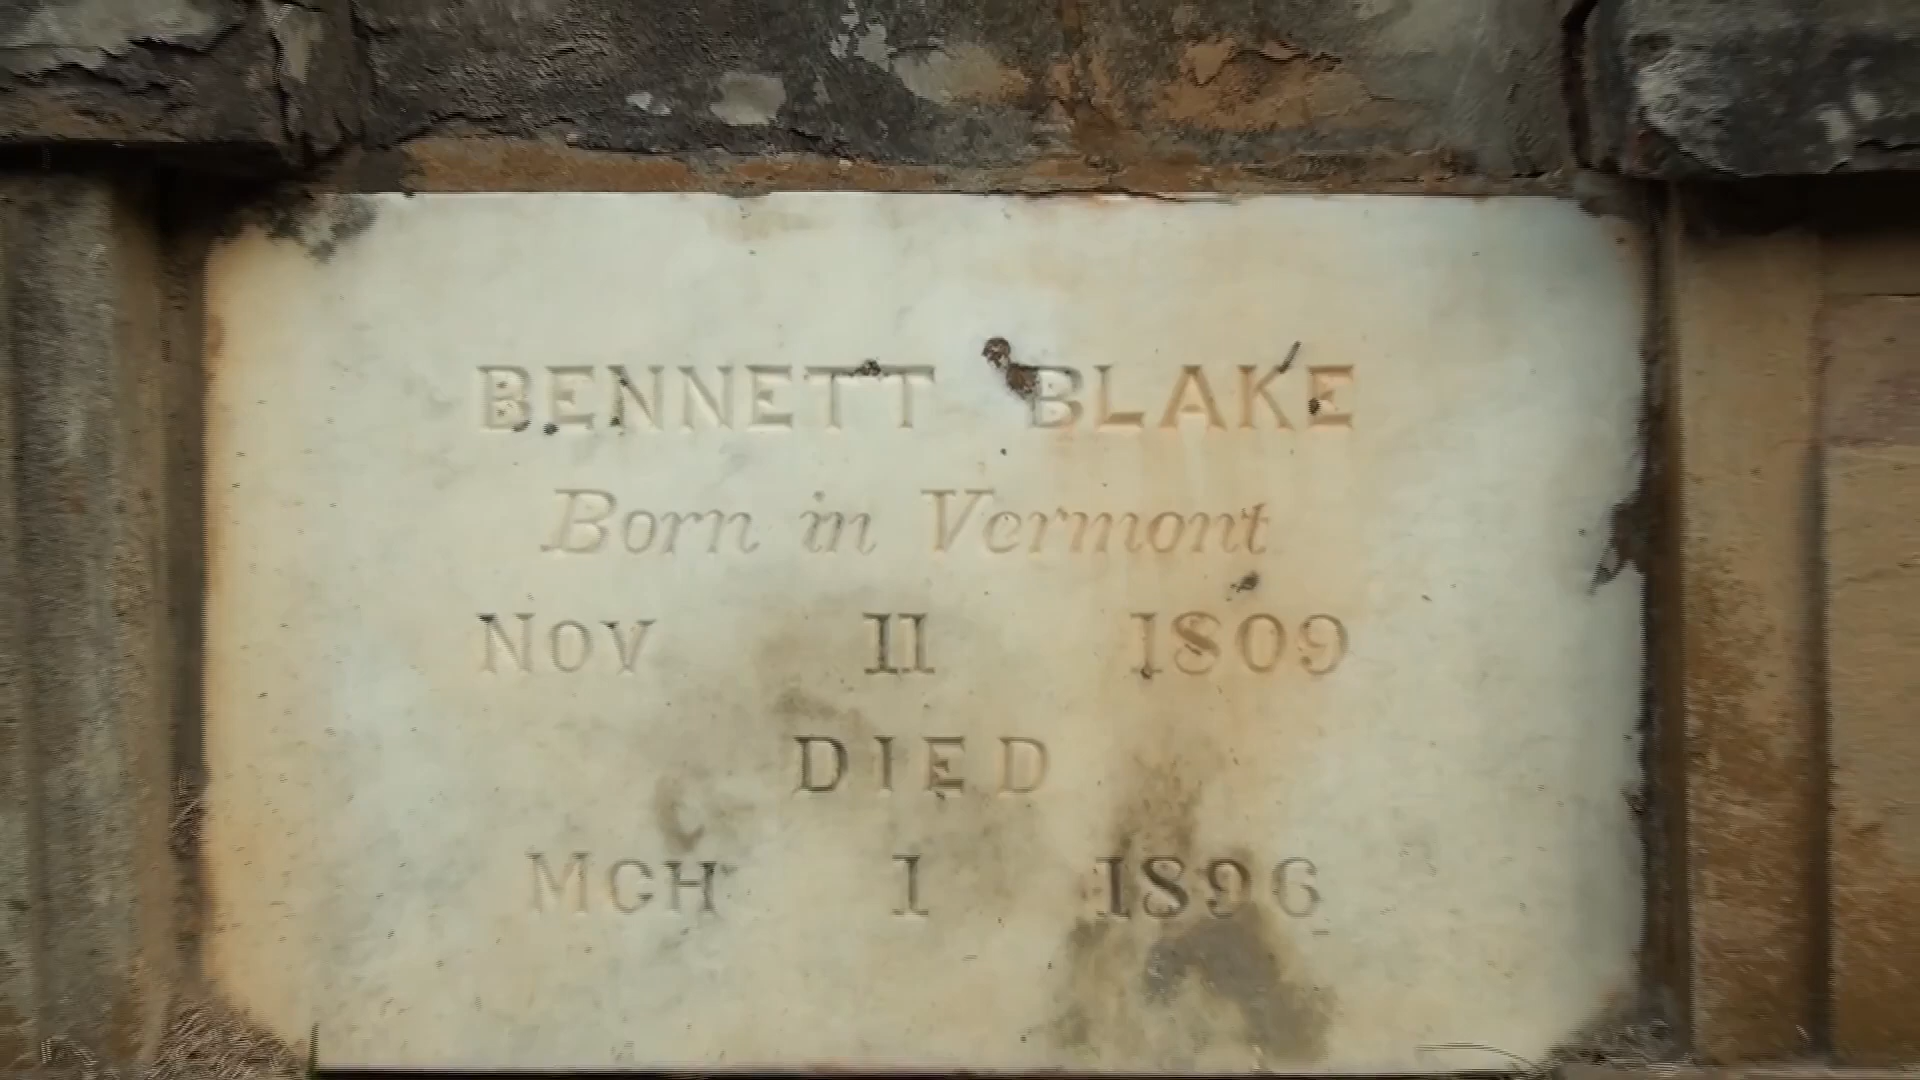 BENNETT BLAKE
Born in Vermont
NOV 11 1809
DIED
MCH 1 1896